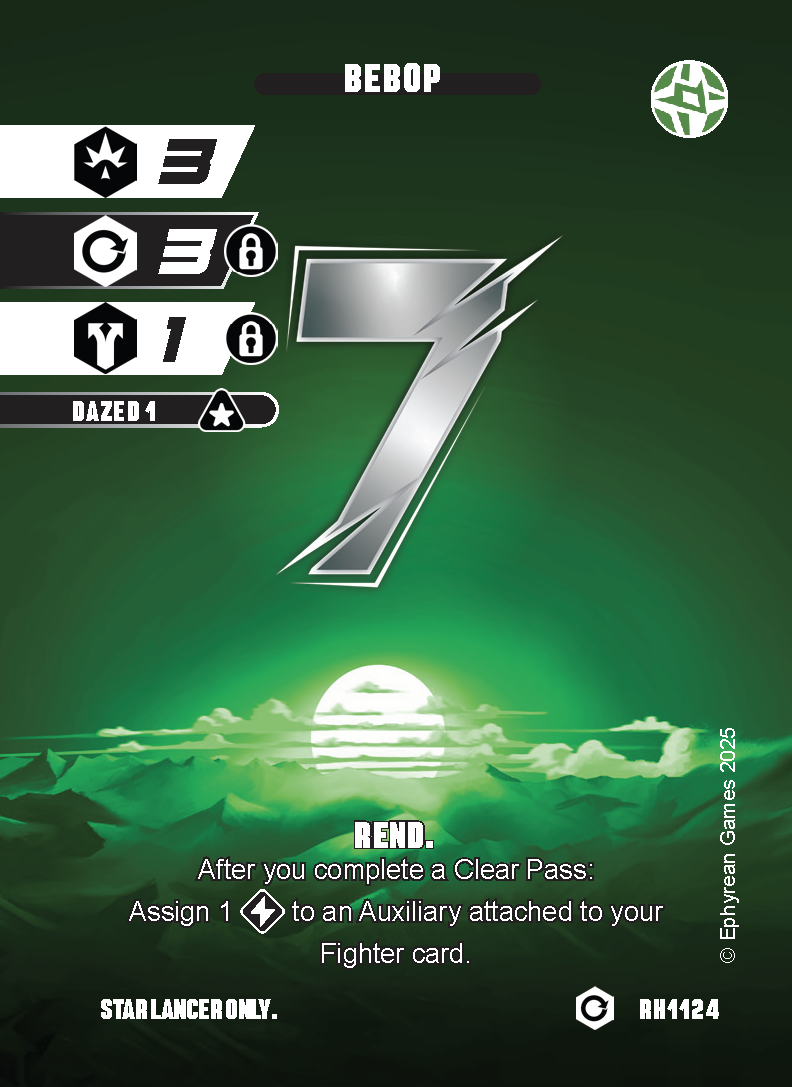 BEBOP
3
3
1
DAZED 1
7
REND.
After you complete a Clear Pass:
Assign 1 to an Auxiliary attached to your
Fighter card.
© Ephyrean Games 2025
STAR LANCER ONLY.
RH1124